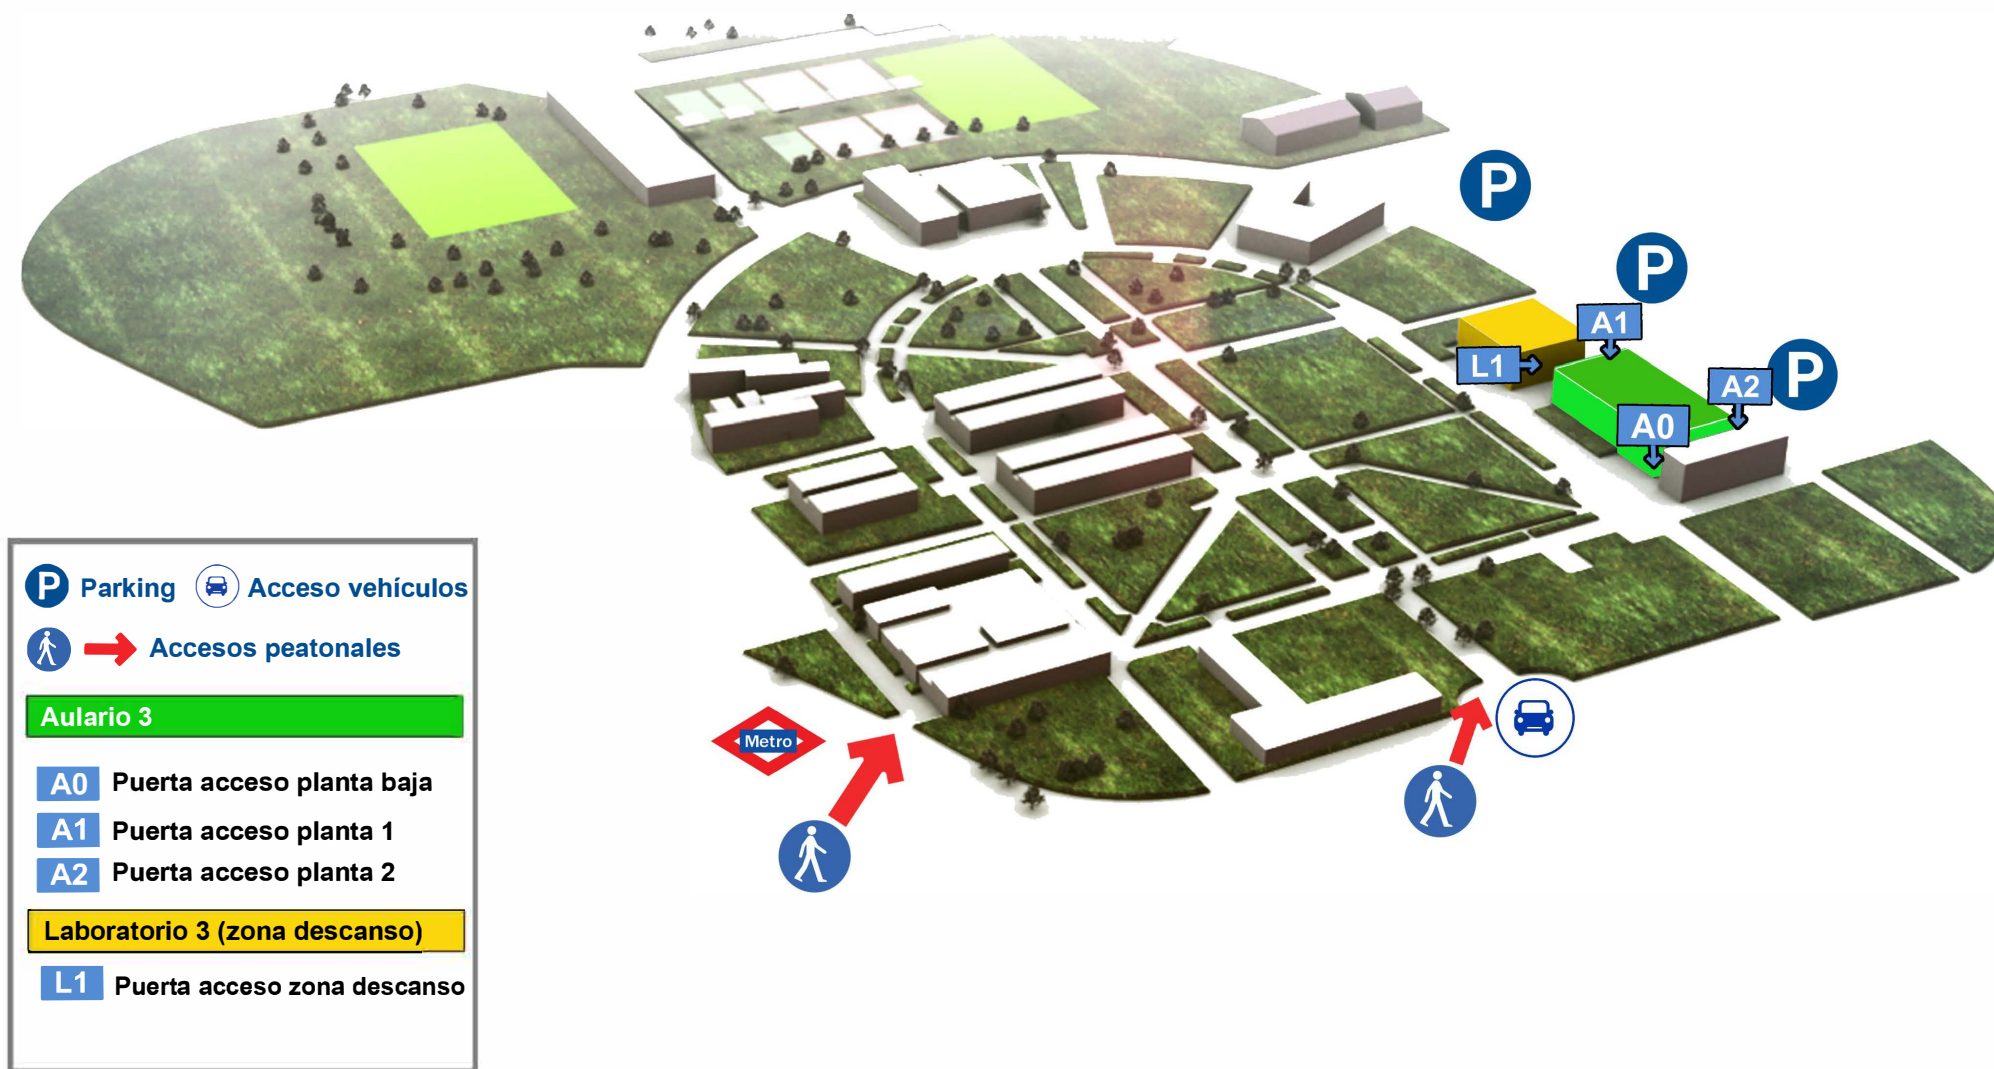 P
P
A1
L1
A2
P
A0
P Parking Acceso vehículos
Accesos peatonales
Aulario 3
Metro
A0 Puerta acceso planta baja
A1 Puerta acceso planta 1
A2 Puerta acceso planta 2
Laboratorio 3 (zona descanso)
L1 Puerta acceso zona descanso